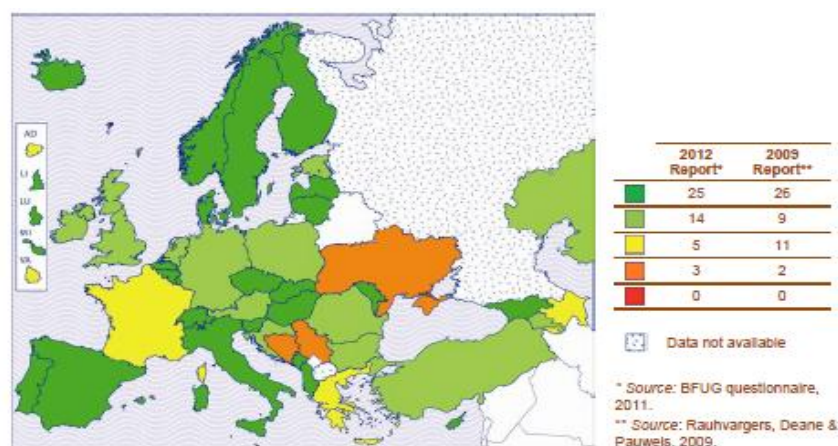 AD
LI
LU
MT
VA
2012 2009
Report* Report**
25 26
14 9
5 11
3 2
0 0
Data not available
* Source: BFUG questionnaire,
2011.
** Source: Rauhvargers, Deane &
Pauwels, 2009.